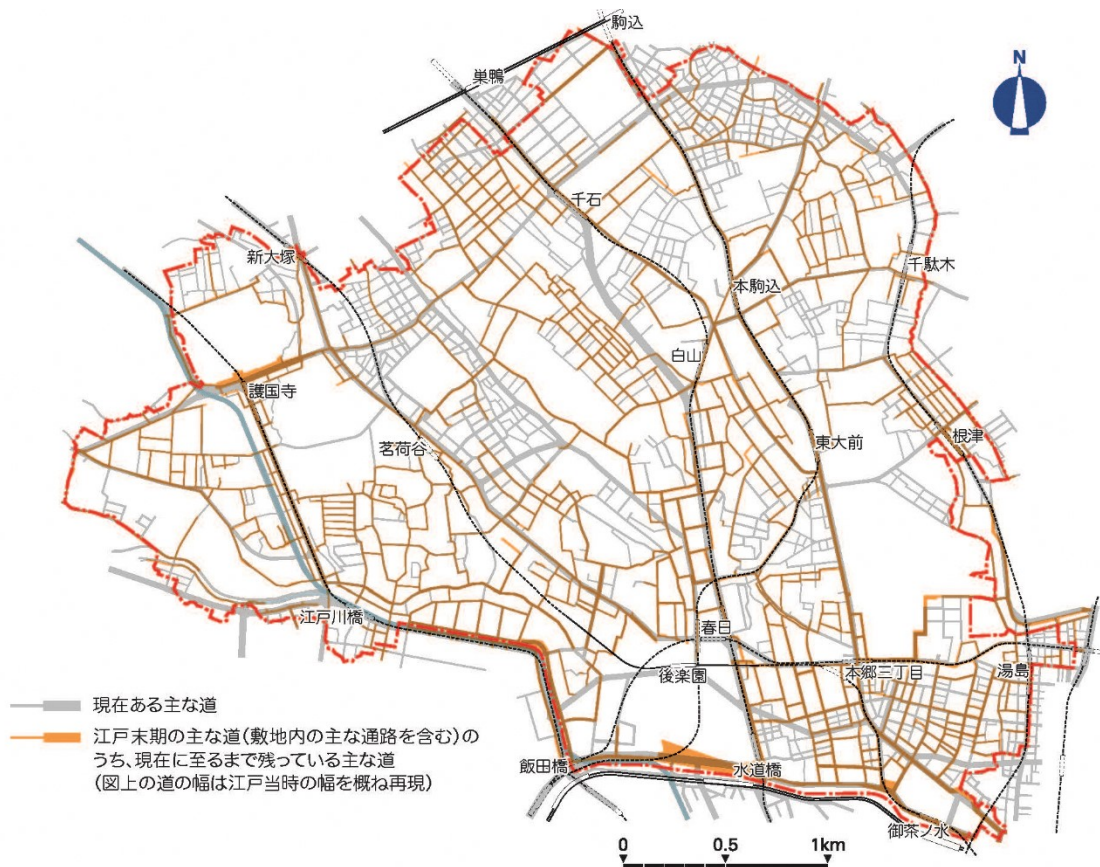 駒込
N
巣鴨
千石
新大塚
千駄木
本駒込
白山
護国寺
茗荷谷
東大前
根津
江戸川橋
春日
後楽園
本郷三丁目
湯島
現在ある主な道
江戸末期の主な道(敷地内の主な通路を含む)の
うち、現在に至るまで残っている主な道
(図上の道の幅は江戸当時の幅を概ね再現)
飯田橋
水道橋
御茶ノ水
0 0.5 1km